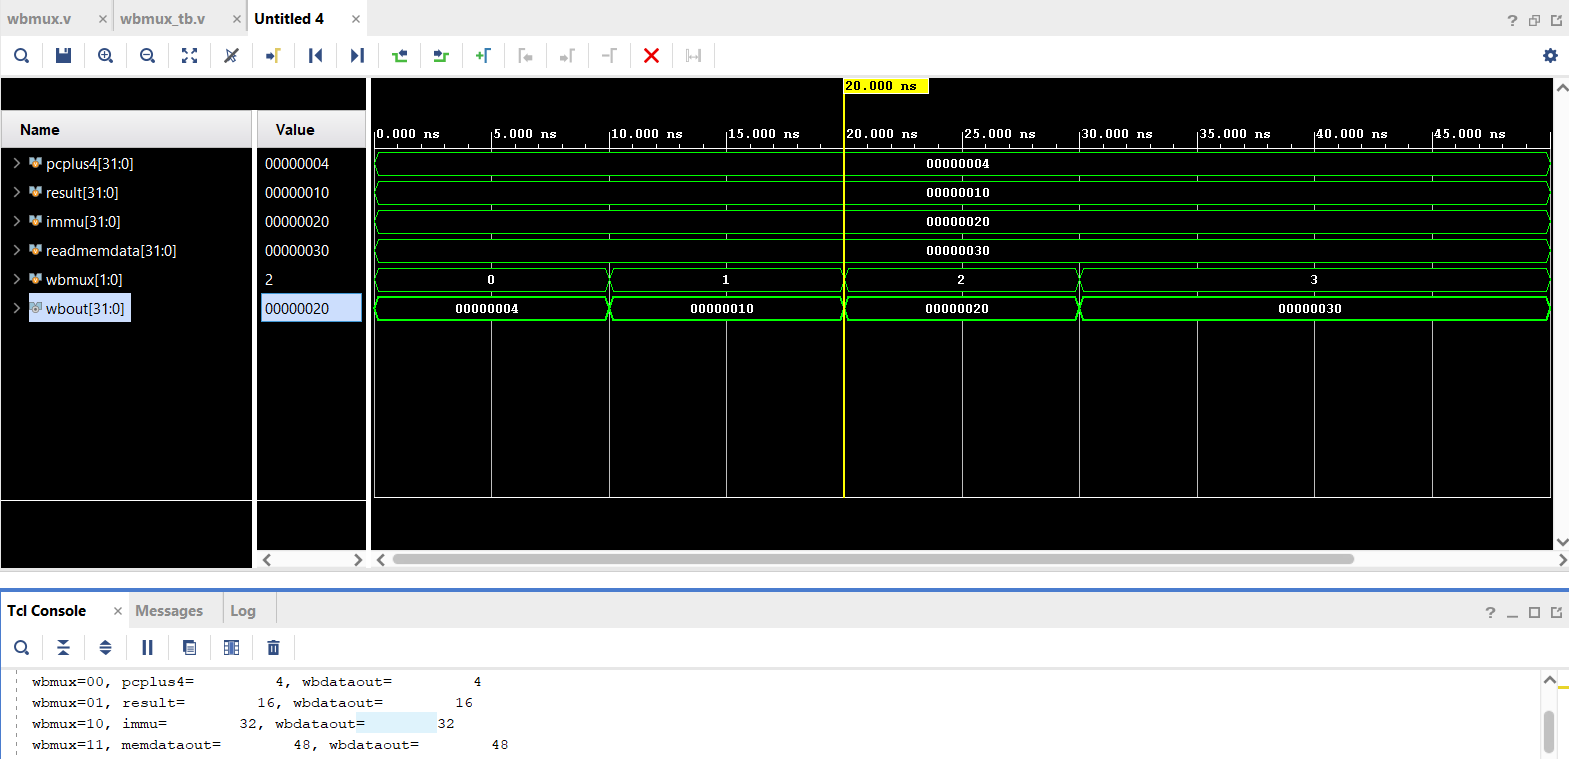 wbmux.v × wbmux_tb.v × Untitled 4 ×
?
20.000 ns
Name Value
0.000 ns 5.000 ns 10.000 ns 15.000 ns 20.000 ns 25.000 ns 30.000 ns 35.000 ns 40.000 ns 45.000 ns
pcplus4[31:0] 00000004 00000004
result[31:0] 00000010 00000010
immu[31:0] 00000020 00000020
readmemdata[31:0] 00000030 00000030
wbmux[1:0] 2 0 1 2 3
wbout[31:0] 00000020 00000004 00000010 00000020 00000030
Tcl Console × Messages Log
?
wbmux=00, pcplus4=         4, wbdataout=         4
wbmux=01, result=        16, wbdataout=        16
wbmux=10, immu=        32, wbdataout=        32
wbmux=11, memdataout=        48, wbdataout=        48